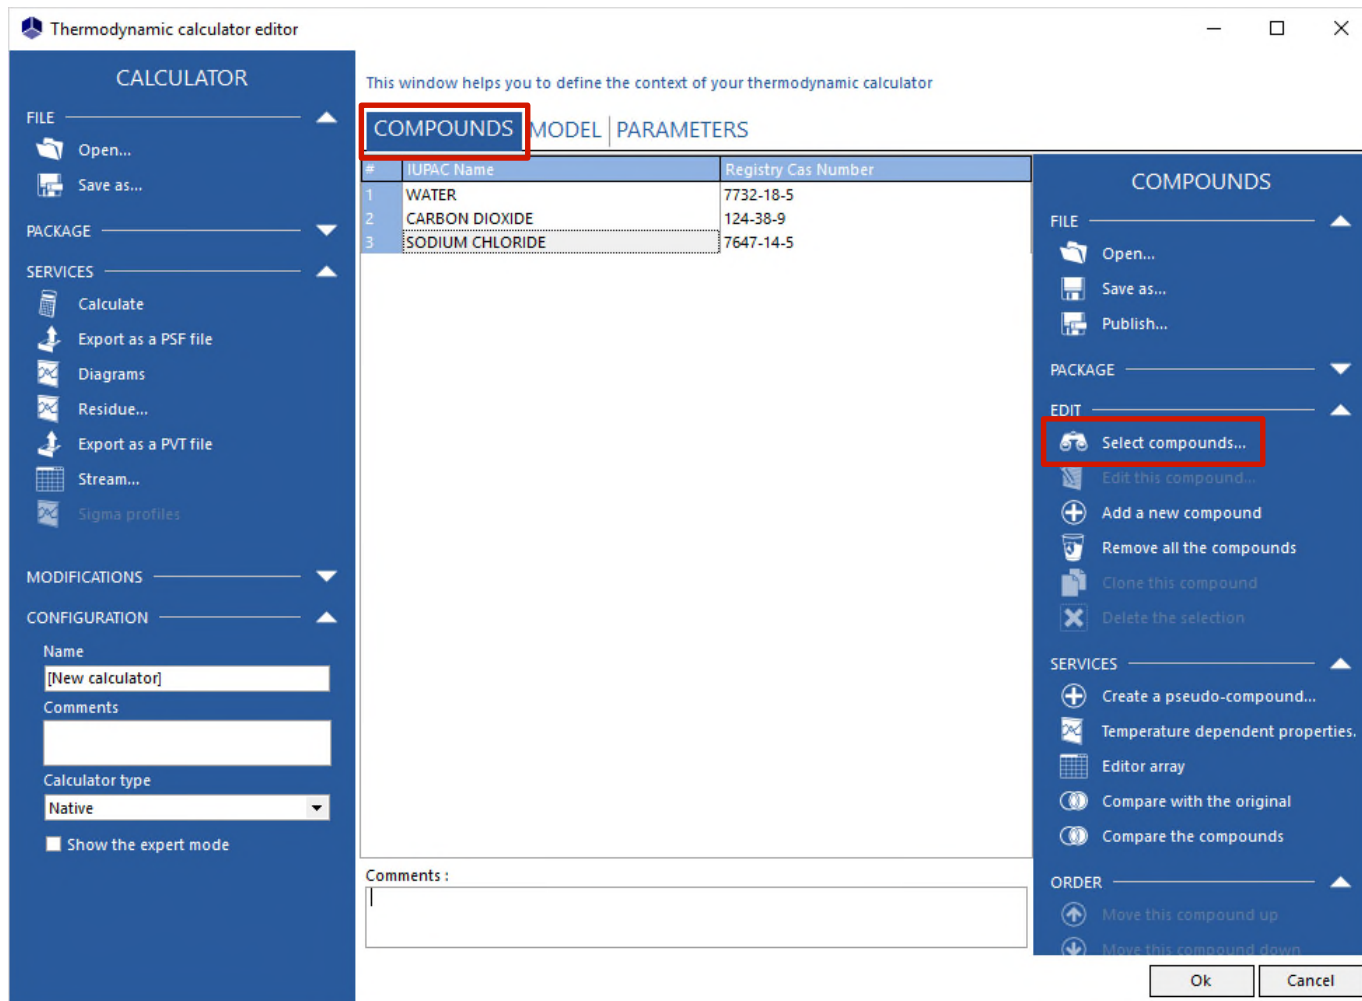 Thermodynamic calculator editor
CALCULATOR
FILE
Open...
Save as...
PACKAGE
SERVICES
Calculate
Export as a PSF file
Diagrams
Residue...
Export as a PVT file
Stream...
Sigma profiles
MODIFICATIONS
CONFIGURATION
Name
[New calculator]
Comments
Calculator type
Native
Show the expert mode
This window helps you to define the context of your thermodynamic calculator
COMPOUNDS MODEL PARAMETERS
# IUPAC Name Registry Cas Number
1 WATER 7732-18-5
2 CARBON DIOXIDE 124-38-9
3 SODIUM CHLORIDE 7647-14-5
Comments :
COMPOUNDS
FILE
Open...
Save as...
Publish...
PACKAGE
EDIT
Select compounds...
Edit this compound...
Add a new compound
Remove all the compounds
Clone this compound
Delete the selection
SERVICES
Create a pseudo-compound...
Temperature dependent properties.
Editor array
Compare with the original
Compare the compounds
ORDER
Move this compound up
Move this compound down
Ok Cancel